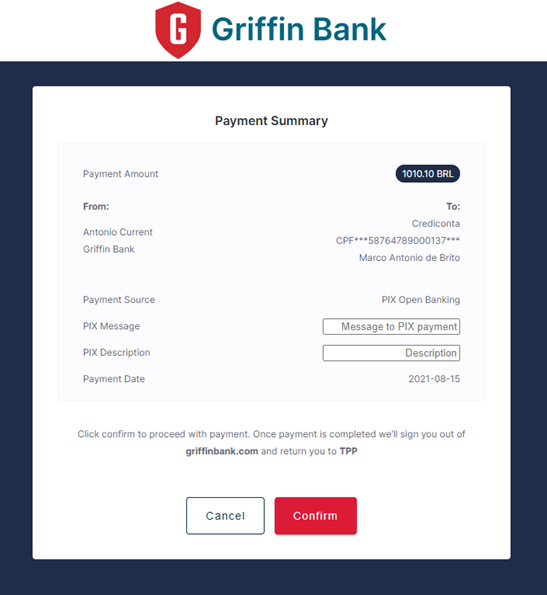 G Griffin Bank
Payment Summary
Payment Amount 1010.10 BRL
From: To:
Crediconta
Antonio Current
CPF***58764789000137***
Griffin Bank
Marco Antonio de Brito
Payment Source PIX Open Banking
PIX Message Message to PIX payment
PIX Description Description
Payment Date 2021-08-15
Click confirm to proceed with payment. Once payment is completed we'll sign you out of
griffinbank.com and return you to TPP
Cancel Confirm